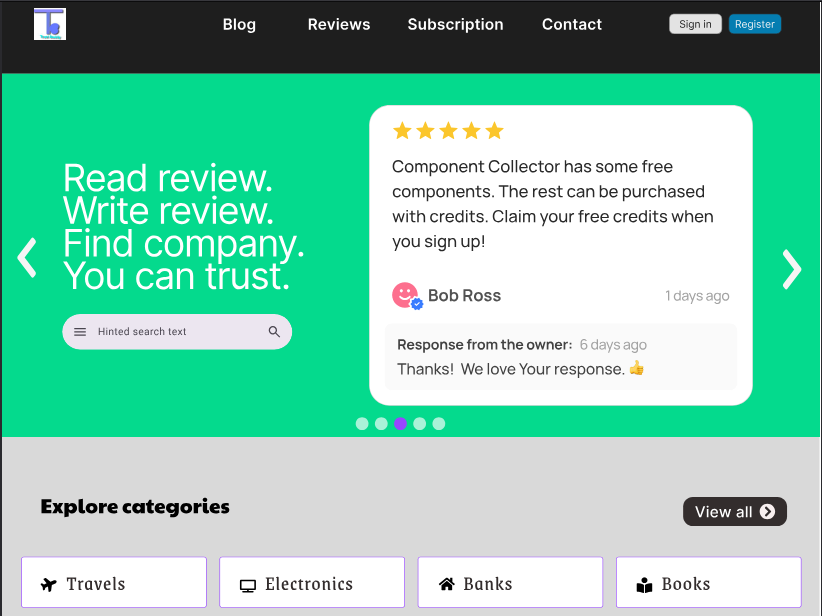 Blog Reviews Subscription Contact Sign in Register
Read review.
Write review.
Find company.
You can trust.
Hinted search text
Component Collector has some free
components. The rest can be purchased
with credits. Claim your free credits when
you sign up!
Bob Ross 1 days ago
Response from the owner: 6 days ago
Thanks! We love Your response. 👍
Explore categories
View all
Travels Electronics Banks Books